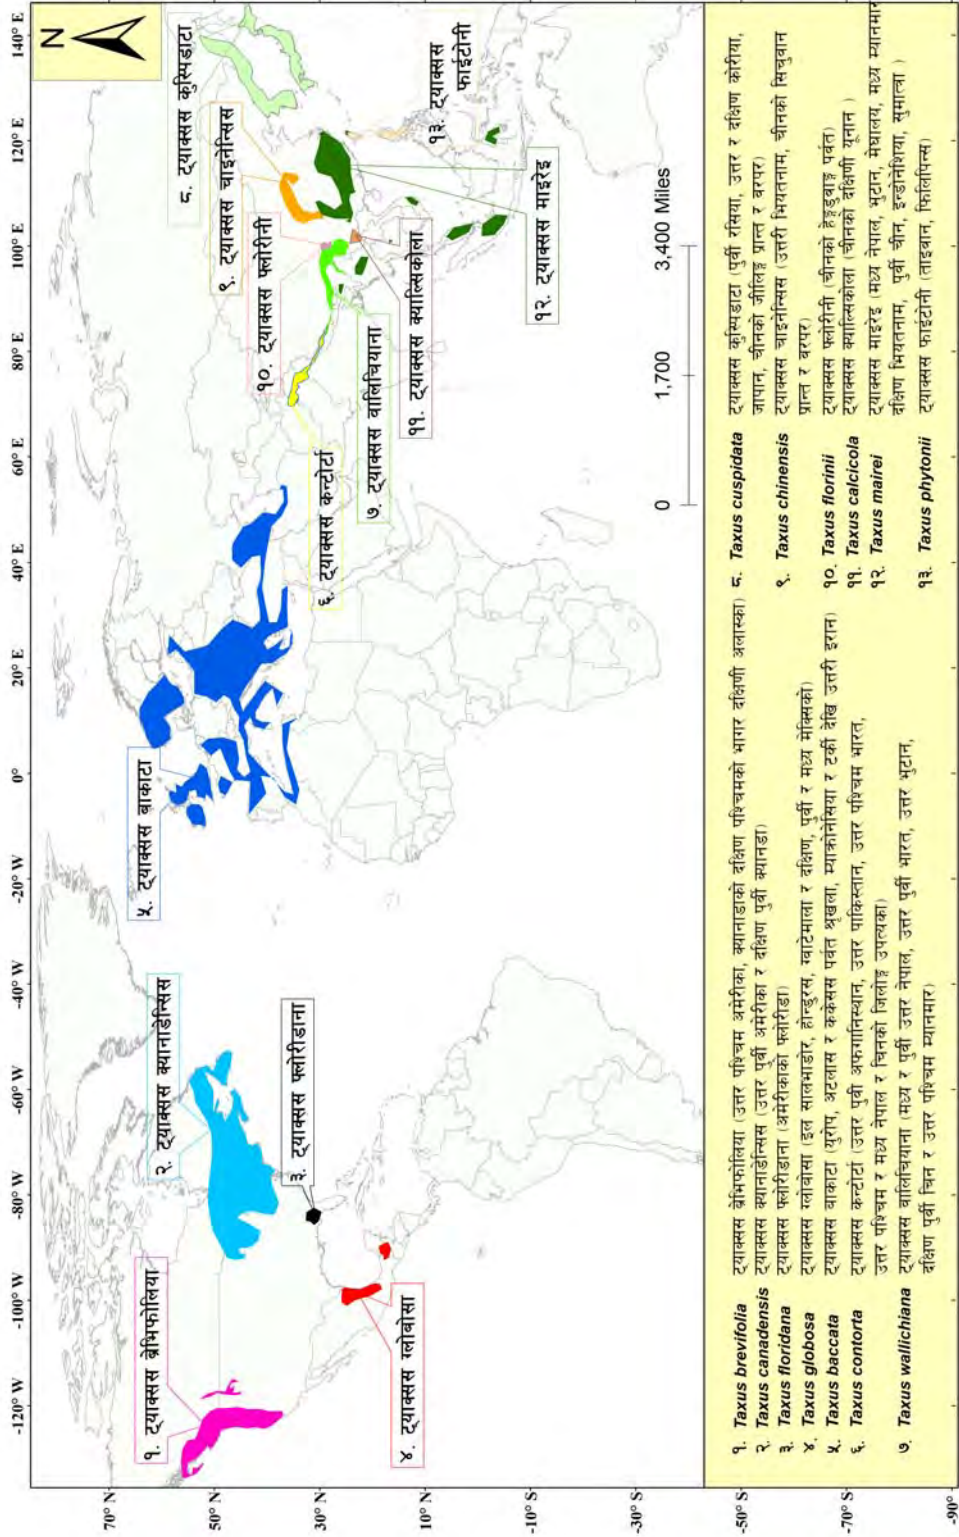 N
१. ट्याक्सस ब्रेभिफोलिया
२. ट्याक्सस क्यानाडेन्सिस
३. ट्याक्सस फ्लोरीडाना
४. ट्याक्सस ग्लोबोसा
५. ट्याक्सस बाकाटा
६. ट्याक्सस कन्टोर्टा
७. ट्याक्सस वालिचियाना
८. ट्याक्सस कुस्पिडाटा
९. ट्याक्सस चाइनेन्सिस
१०. ट्याक्सस फ्लोरीनी
११. ट्याक्सस क्याल्सिकोला
१२. ट्याक्सस माइरेइ
१३. ट्याक्सस
फाईटोनी
-120° W
-100° W
-80° W
-60° W
-40° W
-20° W
0°
20° E
40° E
60° E
80° E
100° E
120° E
140° E
70° N
50° N
30° N
10° N
-10° S
-30° S
-50° S
-70° S
-90°
0 1,700 3,400 Miles
१. Taxus brevifolia ट्याक्सस ब्रेभिफोलिया (उत्तर पश्चिम अमेरीका, क्यानाडाको दक्षिण पश्चिमको भागर दक्षिणी अलास्का)
२. Taxus canadensis ट्याक्सस क्यानाडेन्सिस (उत्तर पुर्वी अमेरीका र दक्षिण पुर्वी क्यानडा)
३. Taxus floridana ट्याक्सस फ्लोरीडाना (अमेरीकाको फ्लोरीडा)
४. Taxus globosa ट्याक्सस ग्लोबोसा (इल सालभाडोर, होन्डुरस, ग्वाटेमाला र दक्षिण, पुर्वी र मध्य मेक्सिको)
५. Taxus baccata ट्याक्सस बाकाटा (युरोप, अटलास र ककेसस पर्वत श्रृखला, म्याकोनेसिया र टर्की देखि उत्तरी इरान)
६. Taxus contorta ट्याक्सस कन्टोर्टा (उत्तर पुर्वी अफगानिस्थान, उत्तर पाकिस्तान, उत्तर पश्चिम भारत,
उत्तर पश्चिम र मध्य नेपाल र चिनको जिलोङ्ग उपत्यका)
७. Taxus wallichiana ट्याक्सस वालिचियाना (मध्य र पुर्वी उत्तर नेपाल, उत्तर पुर्वी भारत, उत्तर भुटान,
दक्षिण पुर्वी चिन र उत्तर पश्चिम म्यानमार)
८. Taxus cuspidata ट्याक्सस कुस्पिडाटा (पुर्वी रसिया, उत्तर र दक्षिण कोरीया,
जापान, चीनको जीलिङ्ग प्रान्त र वरपर)
९. Taxus chinensis ट्याक्सस चाइनेन्सिस (उत्तरी भियतनाम, चीनको सिचुवान
प्रान्त र वरपर)
१०. Taxus florinii ट्याक्सस फ्लोरीनी (चीनको हेङ्गडुवाङ्ग पर्वत)
११. Taxus calcicola ट्याक्सस क्याल्सिकोला (चीनको दक्षिणी यूनान )
१२. Taxus mairei ट्याक्सस माइरेइ (मध्य नेपाल, भुटान, मेघालय, मध्य म्यानमार
दक्षिण भियतनाम, पुर्वी चीन, इन्डोनेशिया, सुमात्रा )
१३. Taxus phytonii ट्याक्सस फाईटोनी (ताइवान, फिलिपिन्स)